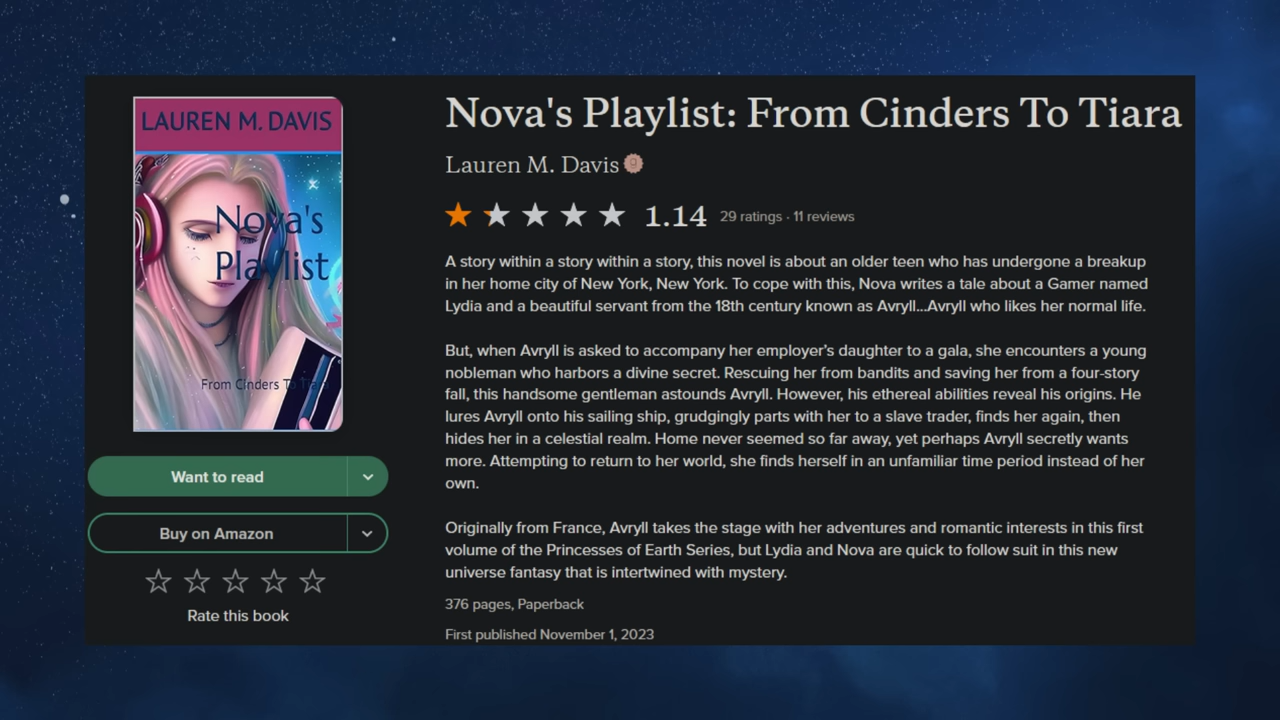 LAUREN M. DAVIS
Nova's
Playlist
From Cinders To Tiara
Want to read
Buy on Amazon
Rate this book
Nova's Playlist: From Cinders To Tiara
Lauren M. Davis
1.14 29 ratings · 11 reviews
A story within a story within a story, this novel is about an older teen who has undergone a breakup
in her home city of New York, New York. To cope with this, Nova writes a tale about a Gamer named
Lydia and a beautiful servant from the 18th century known as Avryll...Avryll who likes her normal life.
But, when Avryll is asked to accompany her employer's daughter to a gala, she encounters a young
nobleman who harbors a divine secret. Rescuing her from bandits and saving her from a four-story
fall, this handsome gentleman astounds Avryll. However, his ethereal abilities reveal his origins. He
lures Avryll onto his sailing ship, grudgingly parts with her to a slave trader, finds her again, then
hides her in a celestial realm. Home never seemed so far away, yet perhaps Avryll secretly wants
more. Attempting to return to her world, she finds herself in an unfamiliar time period instead of her
own.
Originally from France, Avryll takes the stage with her adventures and romantic interests in this first
volume of the Princesses of Earth Series, but Lydia and Nova are quick to follow suit in this new
universe fantasy that is intertwined with mystery.
376 pages, Paperback
First published November 1, 2023